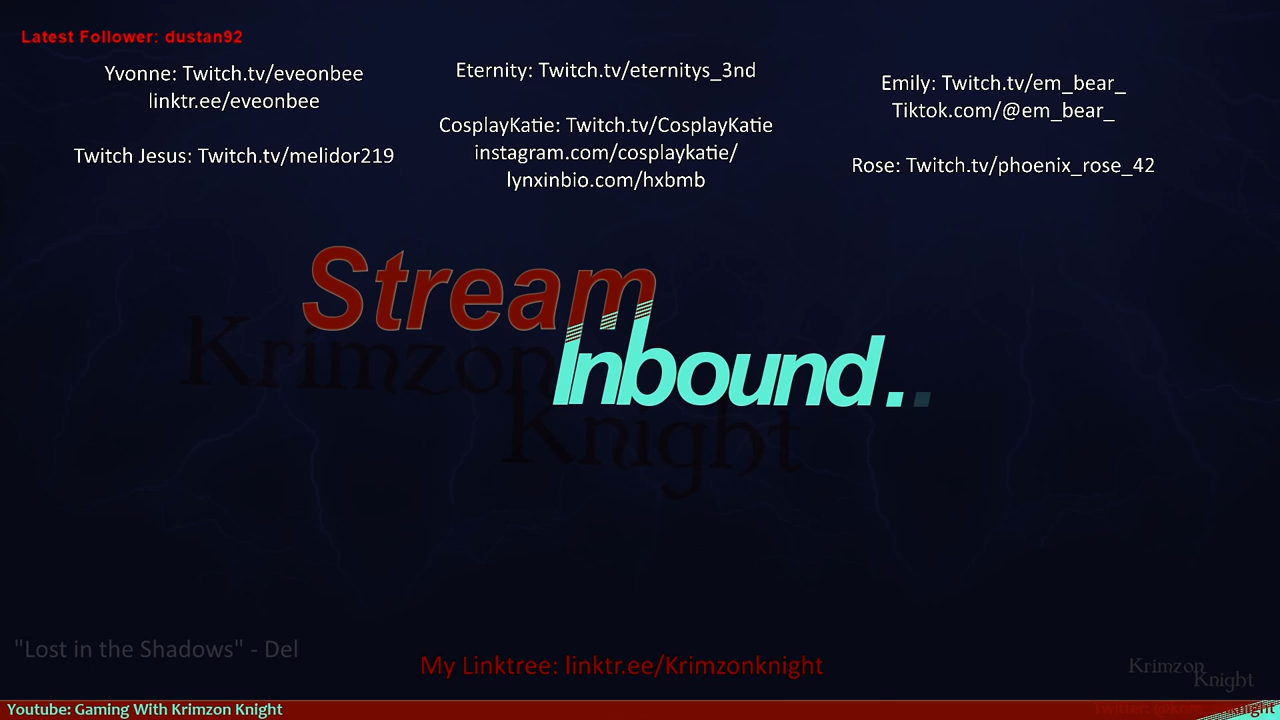 Latest Follower: dustan92
Yvonne: Twitch.tv/eveonbee
linktr.ee/eveonbee
Twitch Jesus: Twitch.tv/melidor219
Eternity: Twitch.tv/eternitys_3nd
CosplayKatie: Twitch.tv/CosplayKatie
instagram.com/cosplaykatie/
lynxinbio.com/hxbmb
Emily: Twitch.tv/em_bear_
Tiktok.com/@em_bear_
Rose: Twitch.tv/phoenix_rose_42
Stream
Inbound..
Krimzon
Knight
"Lost in the Shadows" - Del
My Linktree: linktr.ee/Krimzonknight
Krimzon
Knight
Youtube: Gaming With Krimzon Knight
Twitter: